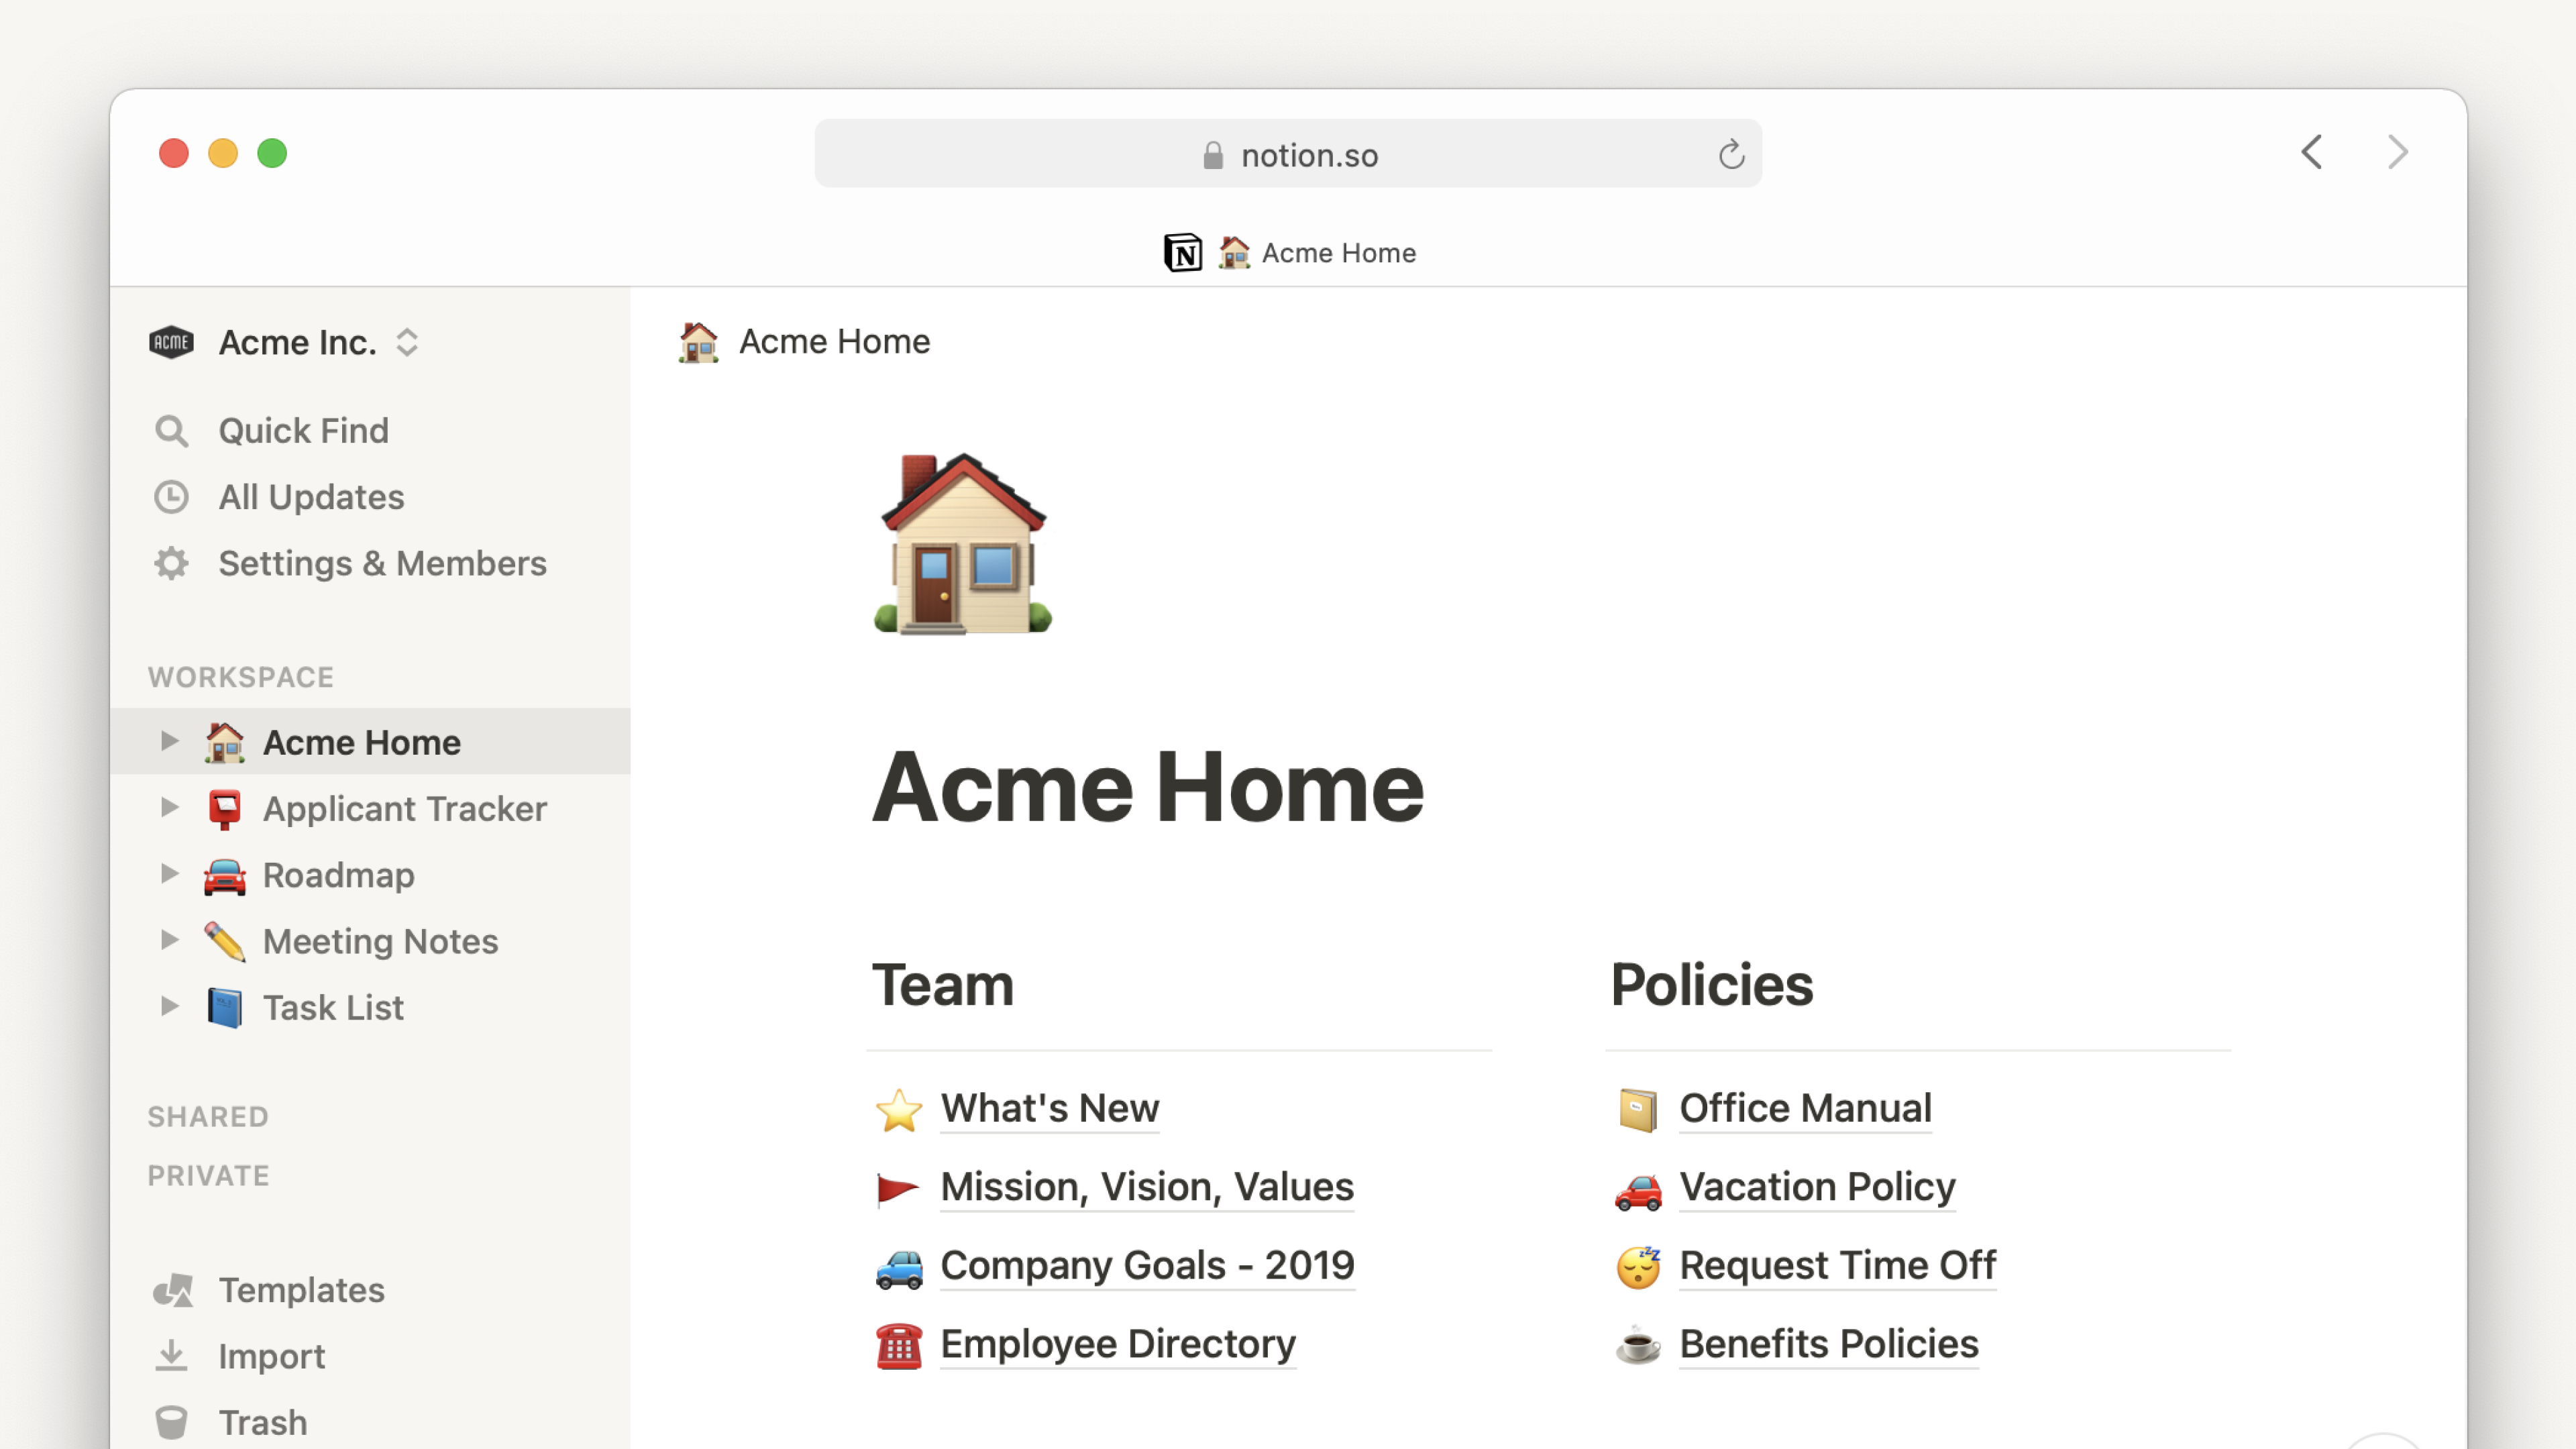 notion.so
N Acme Home
ACME Acme Inc.
Quick Find
All Updates
Settings & Members
WORKSPACE
Acme Home
Applicant Tracker
Roadmap
Meeting Notes
Task List
SHARED
PRIVATE
Templates
Import
Trash
Acme Home
Acme Home
Team
What's New
Mission, Vision, Values
Company Goals - 2019
Employee Directory
Policies
Office Manual
Vacation Policy
Request Time Off
Benefits Policies